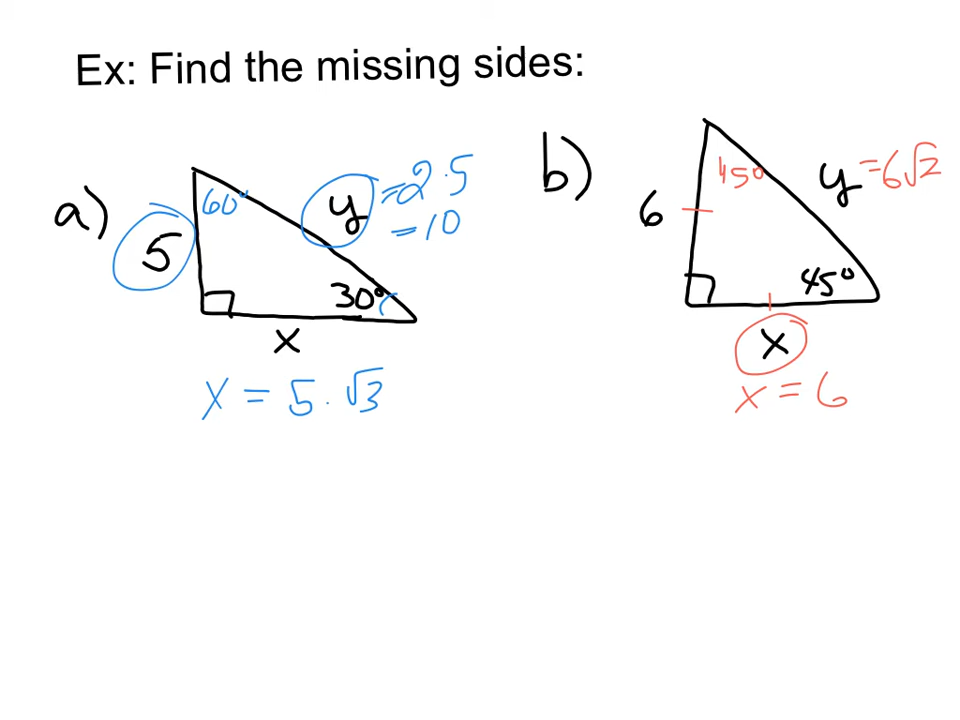 Ex: Find the missing sides:
a)
60°
5
y = 2·5
= 10
30°
x
x = 5·√3
b)
45°
6
y = 6√2
45°
x
x = 6